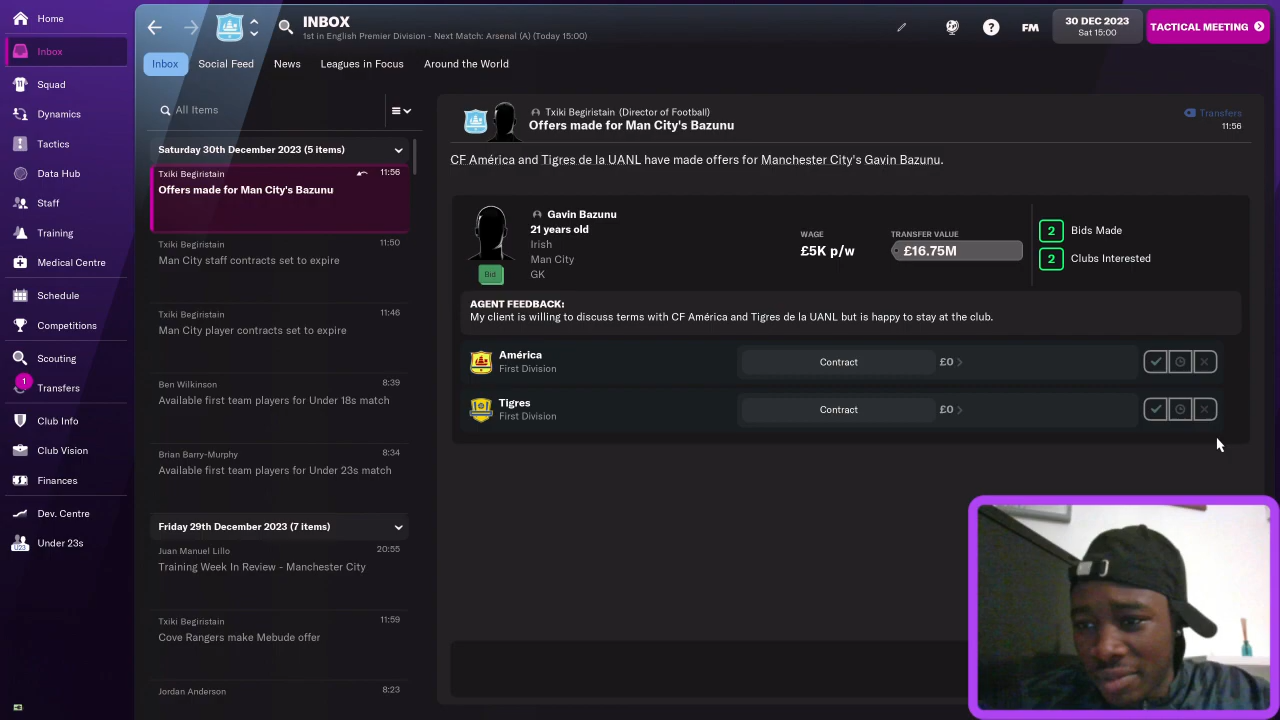 Home
Inbox
Squad
Dynamics
Tactics
Data Hub
Staff
Training
Medical Centre
Schedule
Competitions
Scouting
1
Transfers
Club Info
Club Vision
Finances
Dev. Centre
U23
Under 23s
INBOX
1st in English Premier Division - Next Match: Arsenal (A) (Today 15:00)
?
FM
30 DEC 2023
Sat 15:00
TACTICAL MEETING
Inbox
Social Feed
News
Leagues in Focus
Around the World
All Items
Saturday 30th December 2023 (5 items)
Txiki Begiristain
11:56
Offers made for Man City's Bazunu
Txiki Begiristain
11:50
Man City staff contracts set to expire
Txiki Begiristain
11:46
Man City player contracts set to expire
Ben Wilkinson
8:39
Available first team players for Under 18s match
Brian Barry-Murphy
8:34
Available first team players for Under 23s match
Friday 29th December 2023 (7 items)
Juan Manuel Lillo
20:55
Training Week In Review - Manchester City
Txiki Begiristain
11:59
Cove Rangers make Mebude offer
Jordan Anderson
8:23
Txiki Begiristain (Director of Football)
Offers made for Man City's Bazunu
Transfers
11:56
CF América and Tigres de la UANL have made offers for Manchester City's Gavin Bazunu.
Gavin Bazunu
21 years old
Irish
Man City
GK
Bid
WAGE
£5K p/w
TRANSFER VALUE
£16.75M
2 Bids Made
2 Clubs Interested
AGENT FEEDBACK:
My client is willing to discuss terms with CF América and Tigres de la UANL but is happy to stay at the club.
América
First Division
Contract
£0
Tigres
First Division
Contract
£0